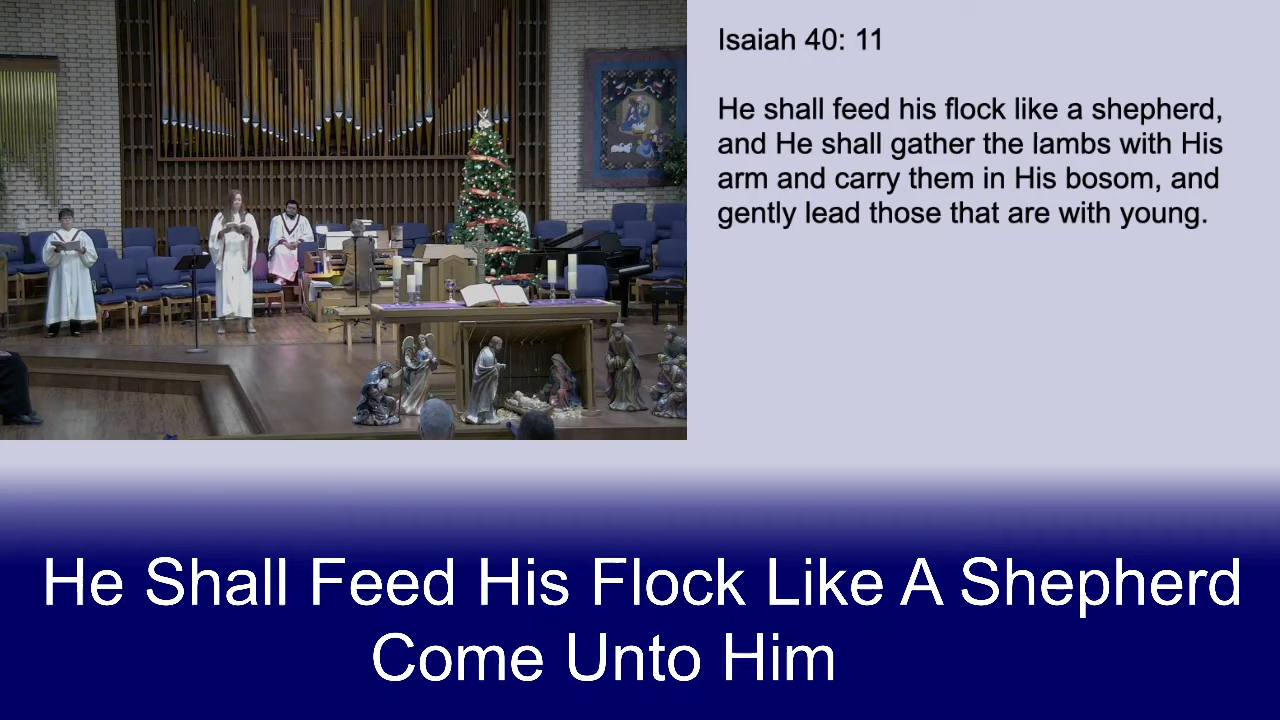 Isaiah 40: 11
He shall feed his flock like a shepherd,
and He shall gather the lambs with His
arm and carry them in His bosom, and
gently lead those that are with young.
He Shall Feed His Flock Like A Shepherd
Come Unto Him